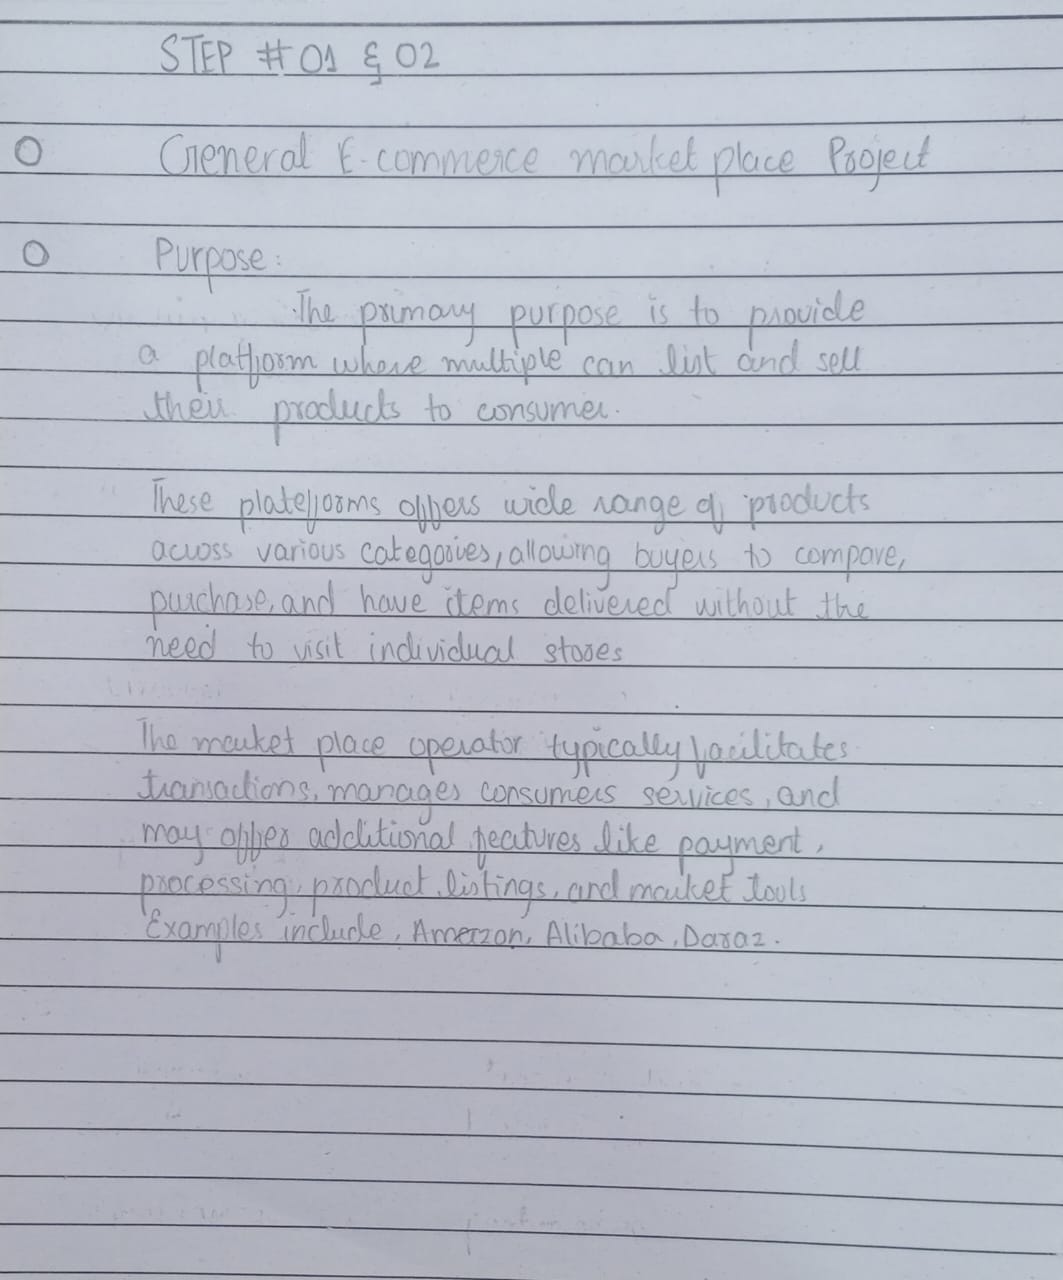 STEP # 01 & 02
General E-commerce market place Project
Purpose:
The primary purpose is to provide
a platform where multiple can list and sell
their products to consumer.
These plateforms offers wide range of products
across various categories, allowing buyers to compare,
purchase, and have items delivered without the
need to visit individual stores
The market place operator typically facilitates
transactions, manages consumers services, and
may offer additional features like payment,
processing, product listings, and market tools
Examples include, Amazon, Alibaba, Daraz.